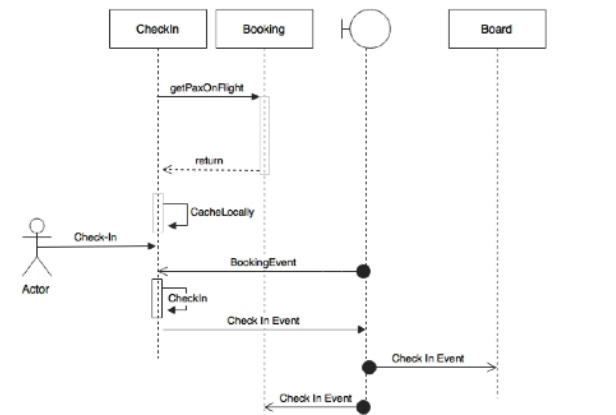 CheckIn
Booking
Board
getPaxOnFlight
return
CacheLocally
Check-In
BookingEvent
Actor
CheckIn
Check In Event
Check In Event
Check In Event